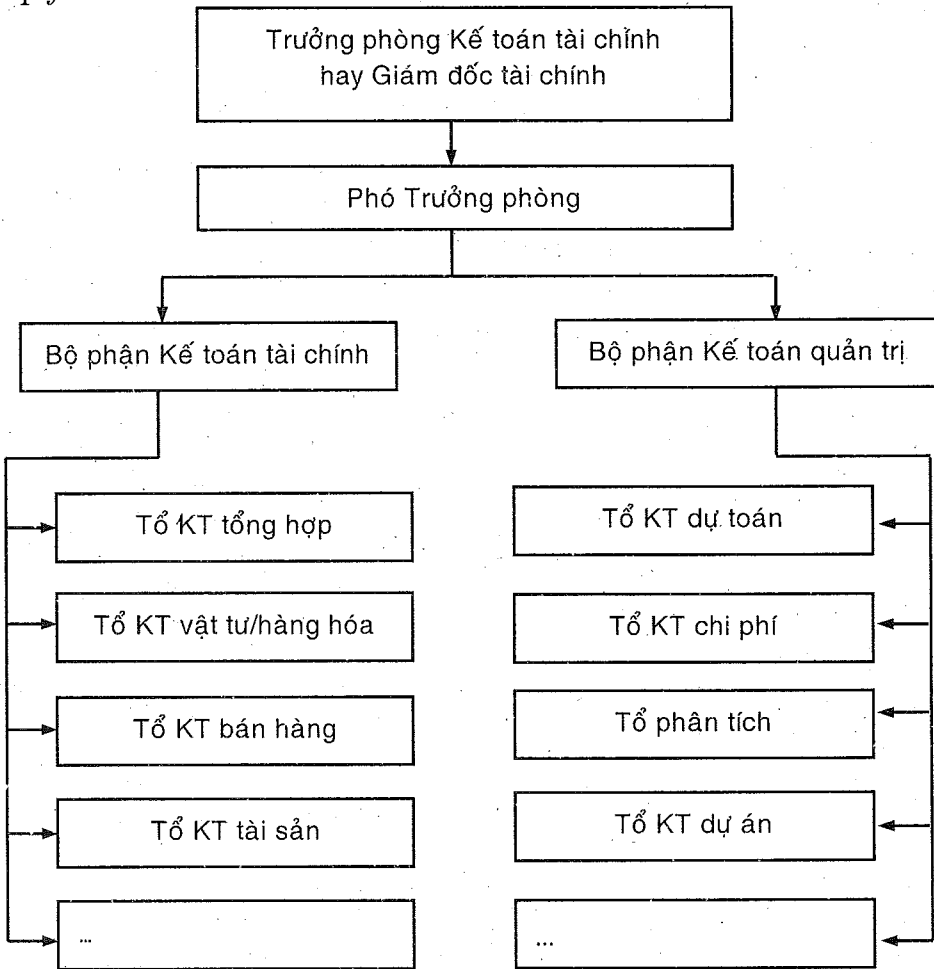 Trưởng phòng Kế toán tài chính
hay Giám đốc tài chính
Phó Trưởng phòng
Bộ phận Kế toán tài chính
Bộ phận Kế toán quản trị
Tổ KT tổng hợp
Tổ KT vật tư/hàng hóa
Tổ KT bán hàng
Tổ KT tài sản
...
Tổ KT dự toán
Tổ KT chi phí
Tổ phân tích
Tổ KT dự án
...